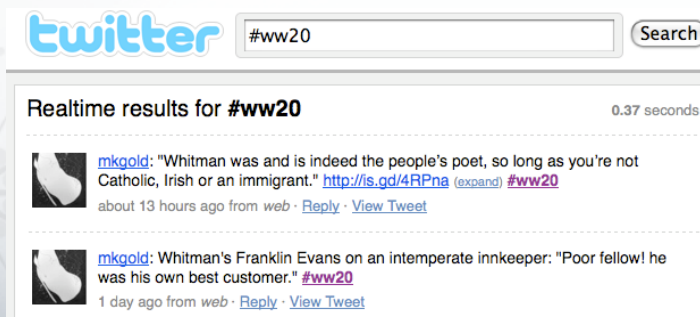 twitter
#ww20
Search
Realtime results for #ww20
0.37 seconds
mkgold: "Whitman was and is indeed the people's poet, so long as you're not
Catholic, Irish or an immigrant." http://is.gd/4RPna (expand) #ww20
about 13 hours ago from web · Reply · View Tweet
mkgold: Whitman's Franklin Evans on an intemperate innkeeper: "Poor fellow! he
was his own best customer." #ww20
1 day ago from web · Reply · View Tweet